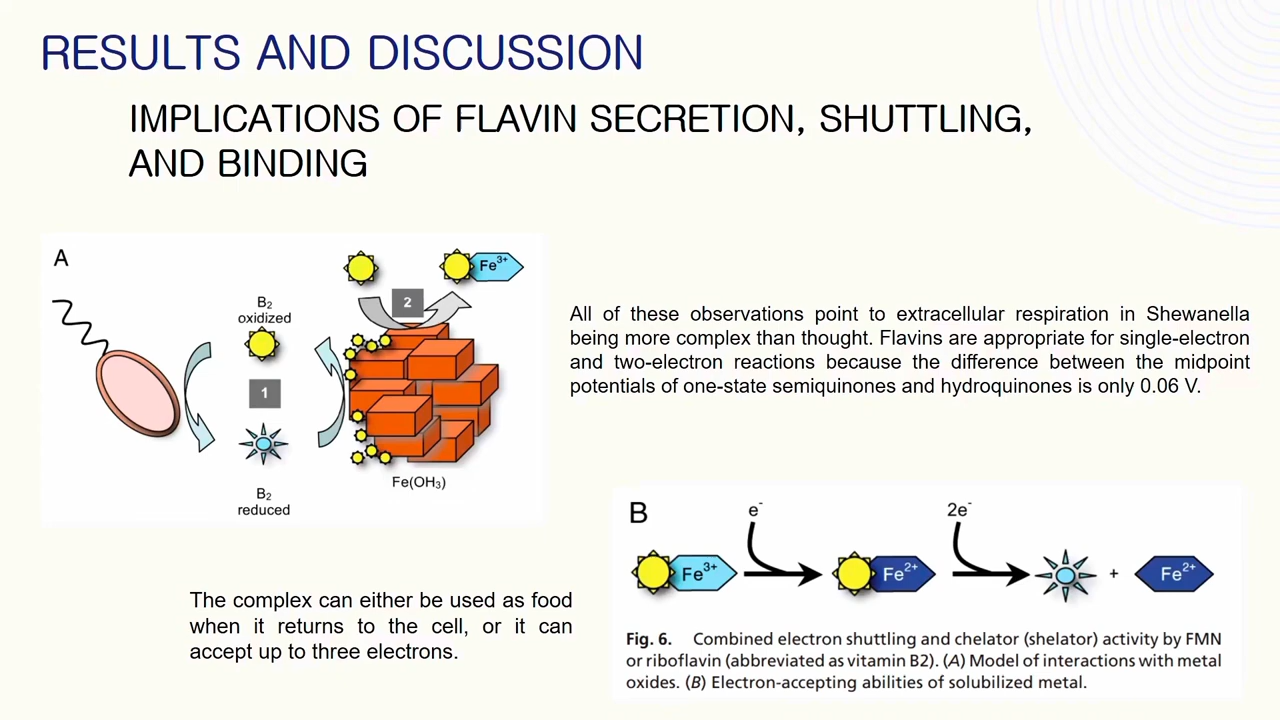 RESULTS AND DISCUSSION
IMPLICATIONS OF FLAVIN SECRETION, SHUTTLING,
AND BINDING
A
B₂
oxidized
1
B₂
reduced
2
Fe³⁺
Fe(OH₃)
All of these observations point to extracellular respiration in Shewanella
being more complex than thought. Flavins are appropriate for single-electron
and two-electron reactions because the difference between the midpoint
potentials of one-state semiquinones and hydroquinones is only 0.06 V.
The complex can either be used as food
when it returns to the cell, or it can
accept up to three electrons.
B
e⁻
2e⁻
Fe³⁺
Fe²⁺
+
Fe²⁺
Fig. 6. Combined electron shuttling and chelator (shelator) activity by FMN
or riboflavin (abbreviated as vitamin B2). (A) Model of interactions with metal
oxides. (B) Electron-accepting abilities of solubilized metal.